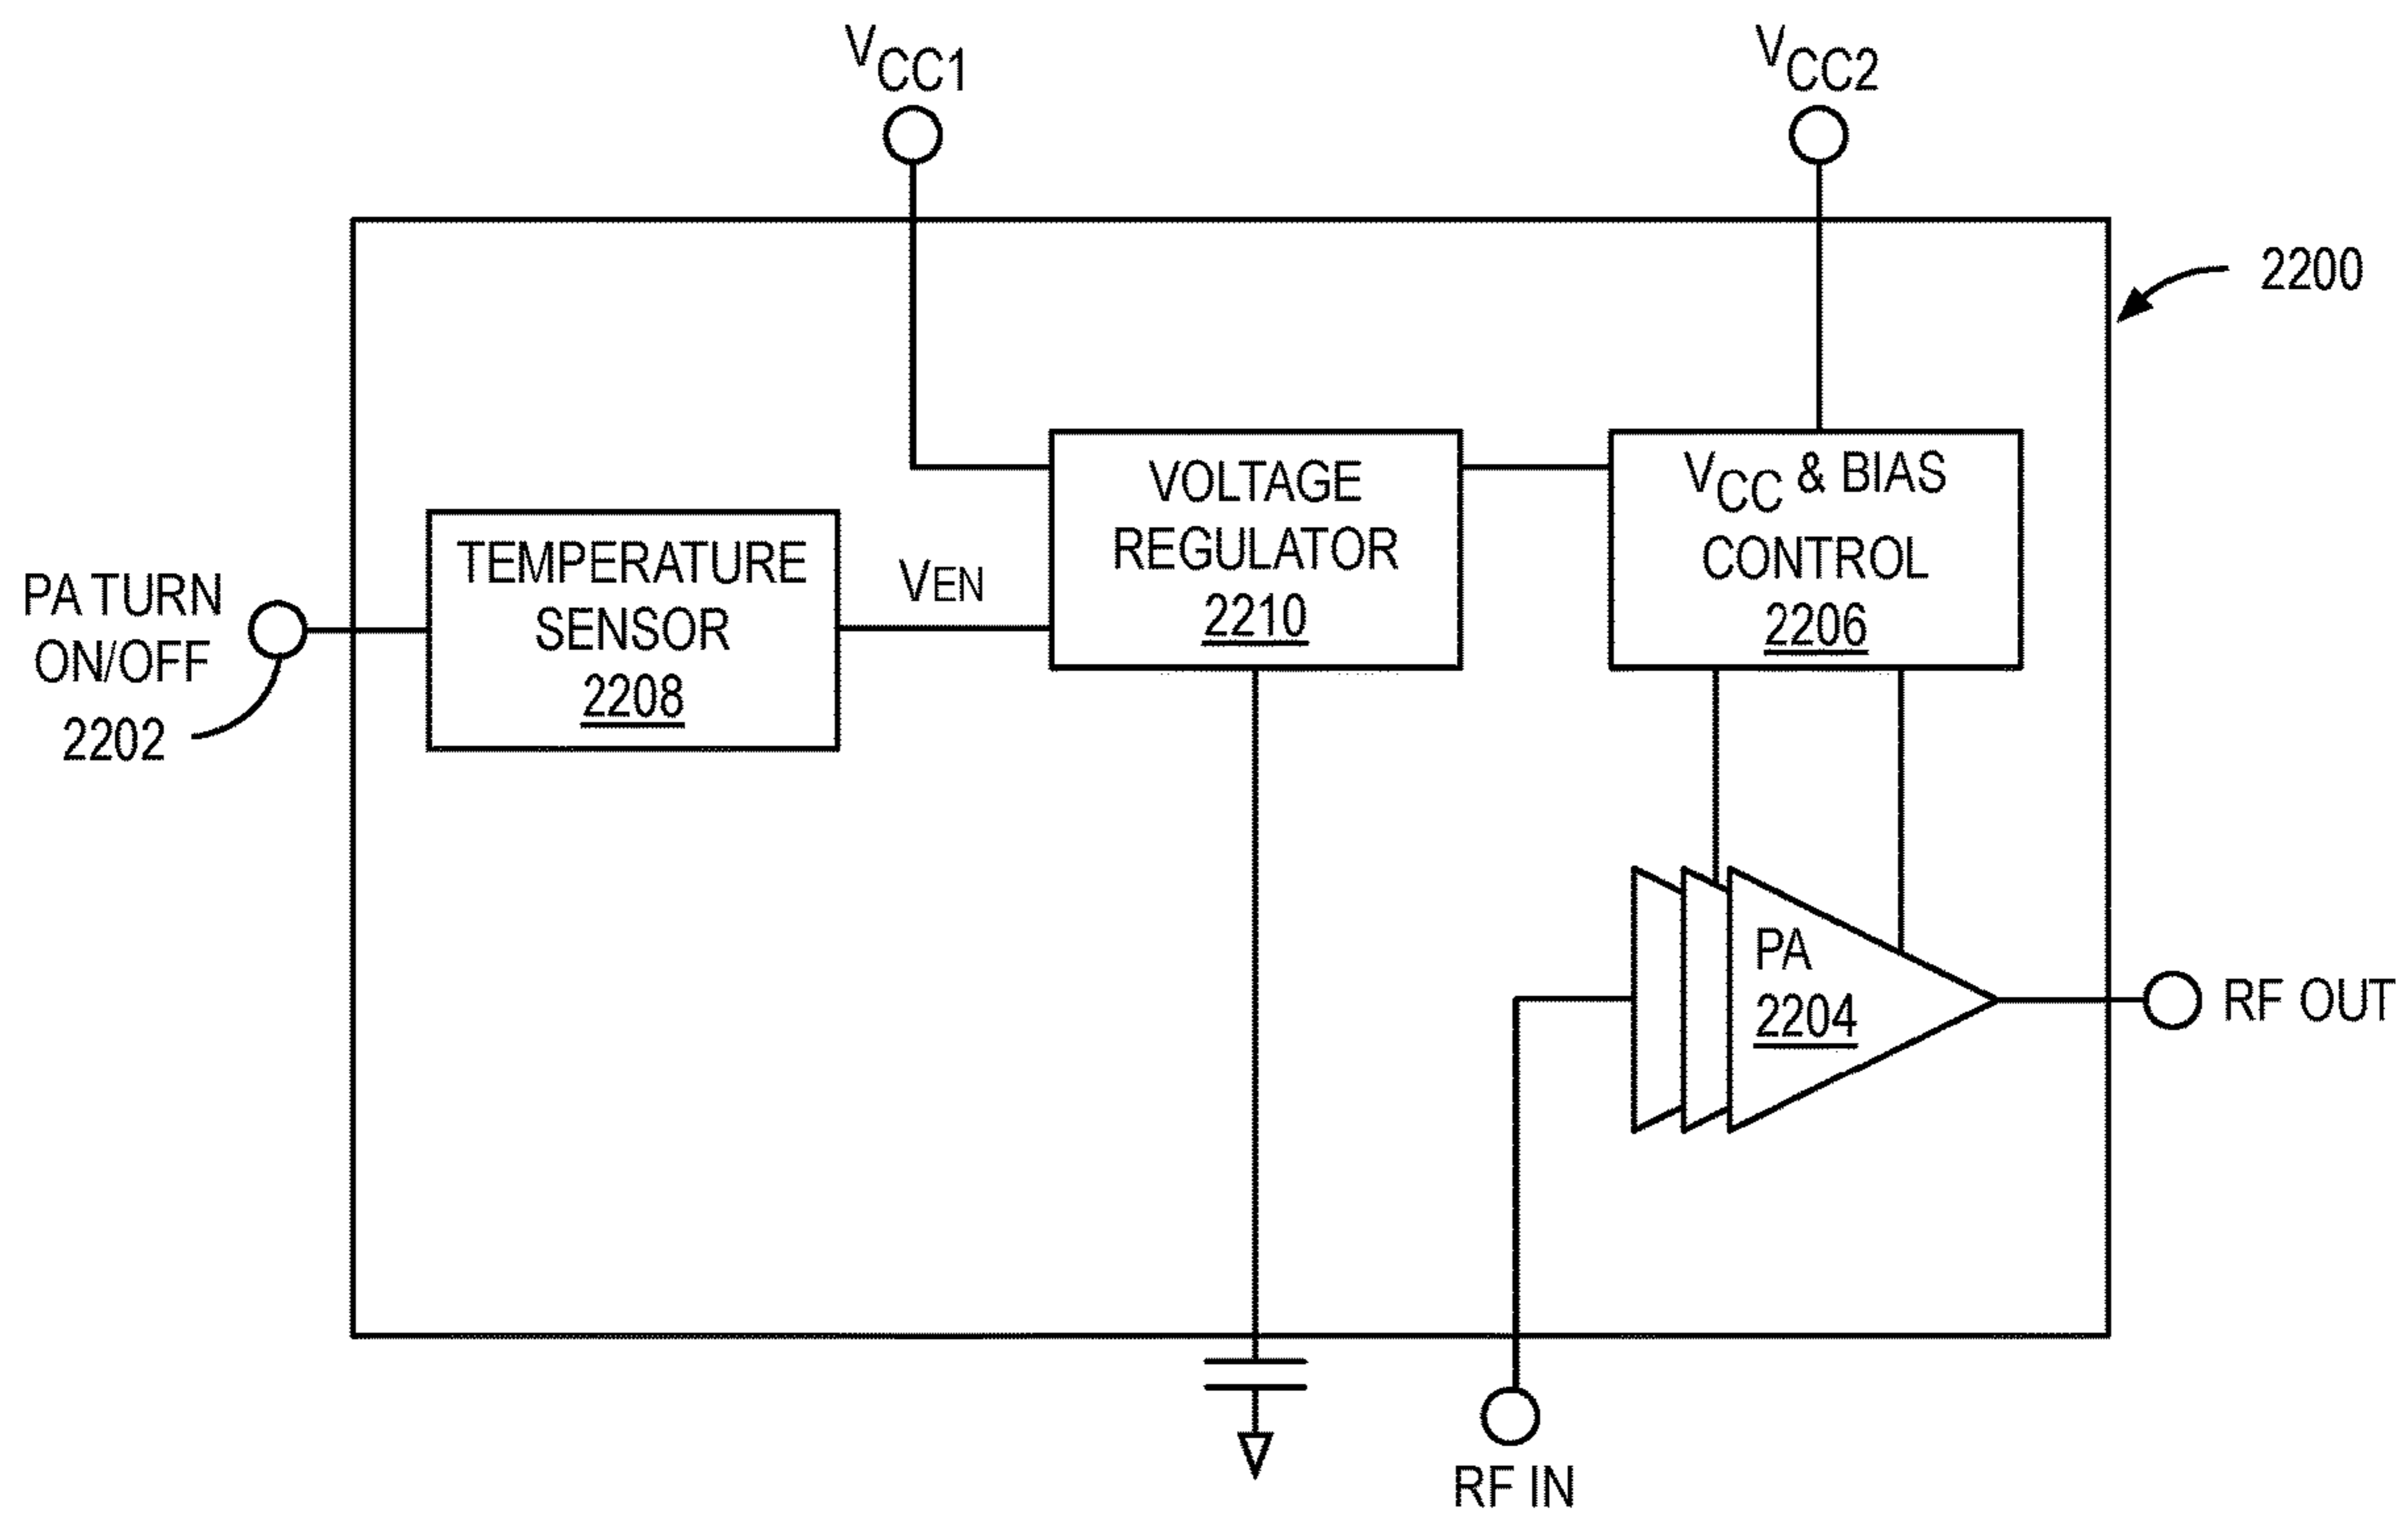 VCC1
VCC2
2200
VOLTAGE
REGULATOR
2210
VCC & BIAS
CONTROL
2206
TEMPERATURE
SENSOR
2208
VEN
PA TURN
ON/OFF
2202
PA
2204
RF OUT
RF IN